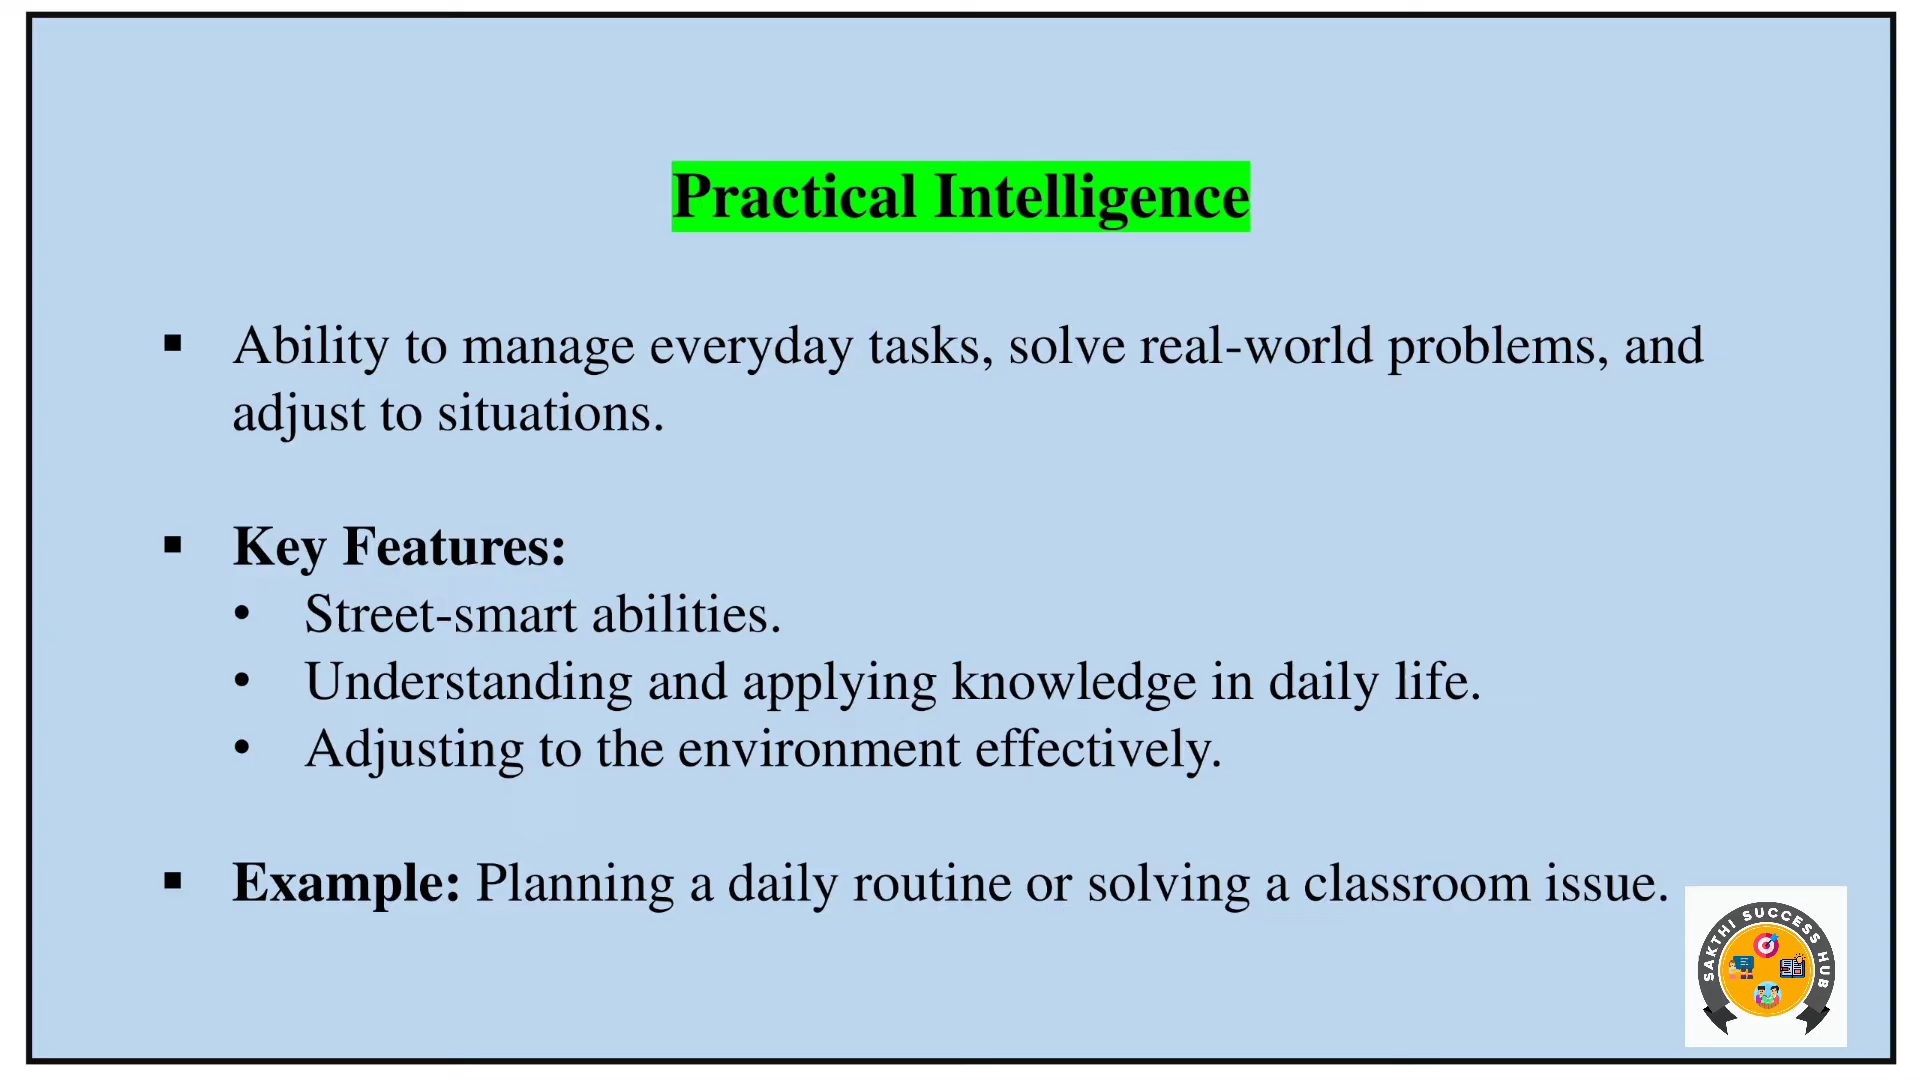 Practical Intelligence
▪ Ability to manage everyday tasks, solve real-world problems, and
adjust to situations.
▪ Key Features:
• Street-smart abilities.
• Understanding and applying knowledge in daily life.
• Adjusting to the environment effectively.
▪ Example: Planning a daily routine or solving a classroom issue.
SAKTHI SUCCESS HUB